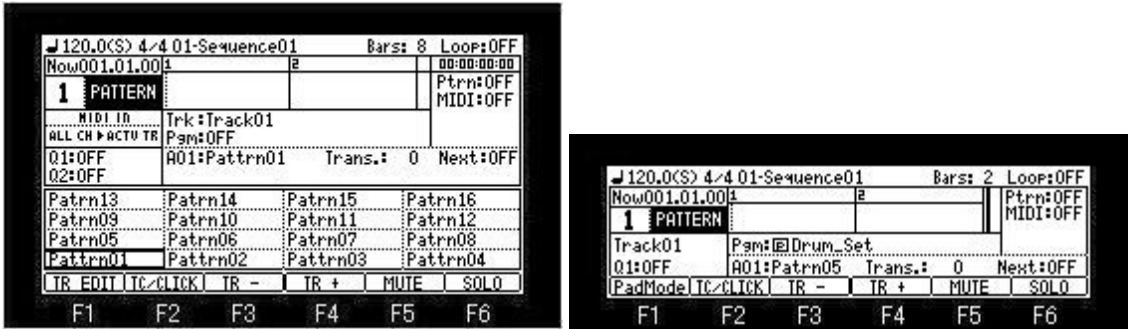 ♩120.0(S) 4/4 01-Sequence01 Bars: 8 Loop:OFF
Now001.01.00 1 2 00:00:00:00
1 PATTERN Ptrn:OFF
MIDI:OFF
MIDI IN Trk:Track01
ALL CH▶ACTV TR Pgm:OFF
Q1:OFF A01:Pattrn01 Trans.: 0 Next:OFF
Q2:OFF
Patrn13 Patrn14 Patrn15 Patrn16
Patrn09 Patrn10 Patrn11 Patrn12
Patrn05 Patrn06 Patrn07 Patrn08
Pattrn01 Pattrn02 Pattrn03 Pattrn04
TR EDIT TC/CLICK TR - TR + MUTE SOLO
F1 F2 F3 F4 F5 F6
♩120.0(S) 4/4 01-Sequence01 Bars: 2 Loop:OFF
Now001.01.00 1 2 Ptrn:OFF
1 PATTERN MIDI:OFF
Track01 Pgm:Drum_Set
Q1:OFF A01:Patrn05 Trans.: 0 Next:OFF
PadMode TC/CLICK TR - TR + MUTE SOLO
F1 F2 F3 F4 F5 F6